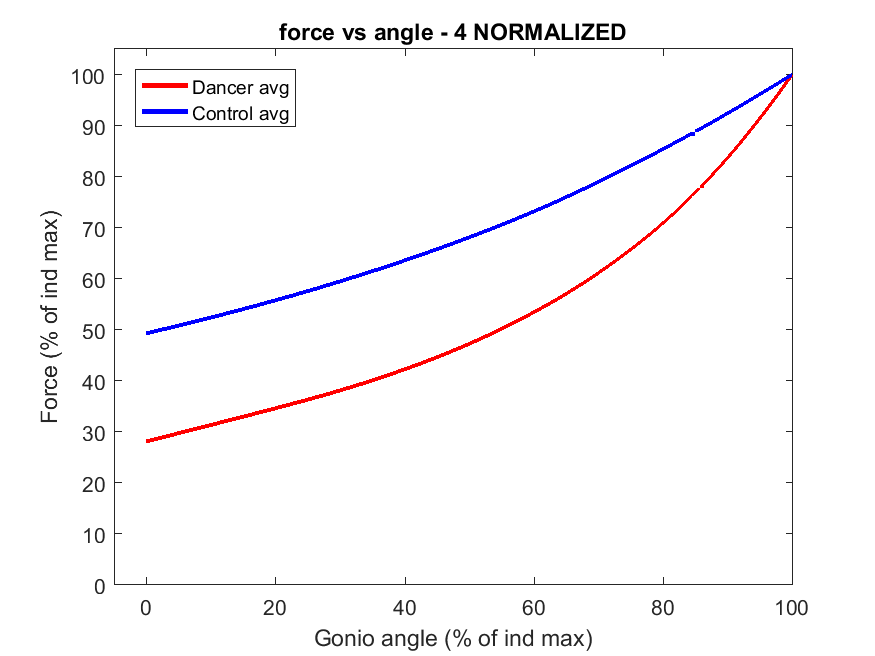 force vs angle - 4 NORMALIZED
Dancer avg
Control avg
100
90
80
70
60
50
40
30
20
10
0
Force (% of ind max)
0 20 40 60 80 100
Gonio angle (% of ind max)